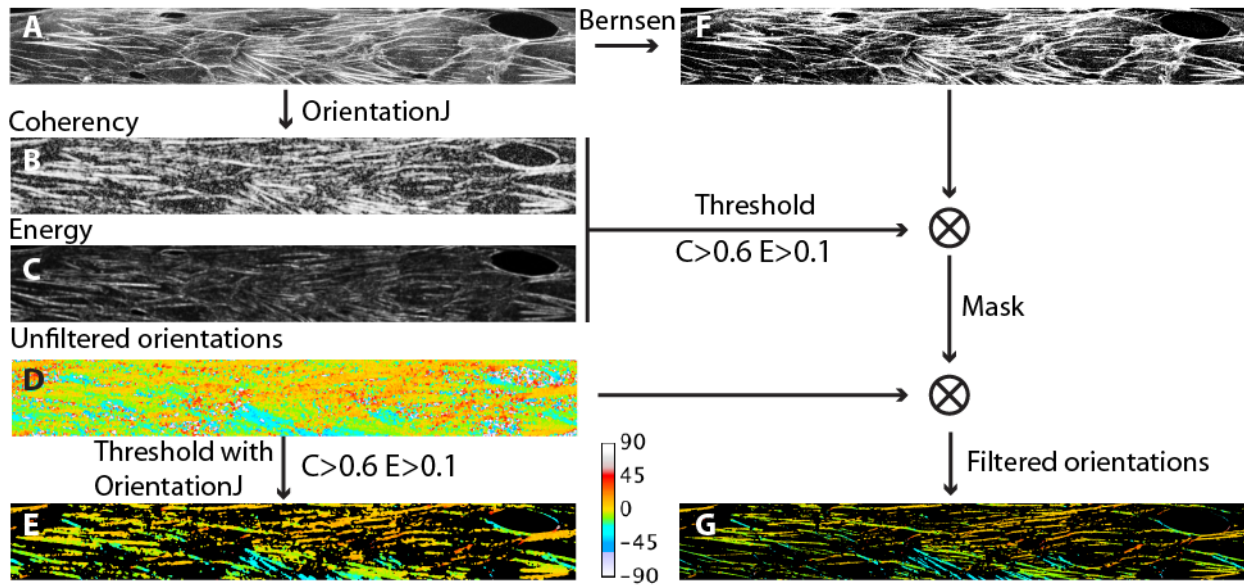 A
Bernsen
F
OrientationJ
Coherency
B
Energy
C
Threshold
C>0.6 E>0.1
Mask
Unfiltered orientations
D
Threshold with
OrientationJ
C>0.6 E>0.1
90
45
0
−45
−90
Filtered orientations
E
G